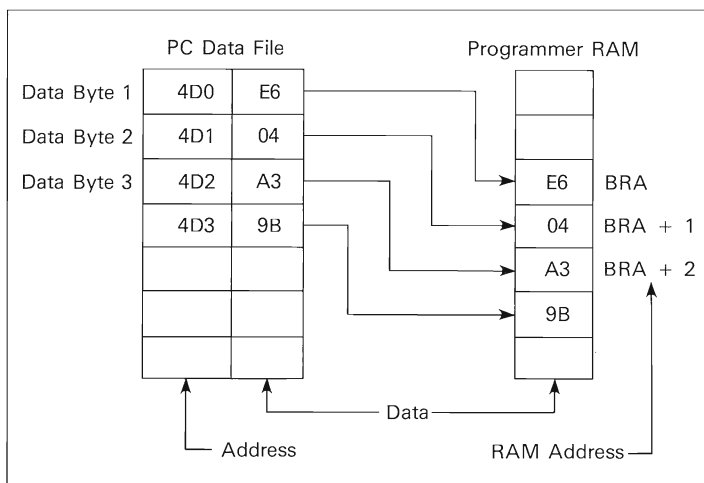 PC Data File
Programmer RAM
Data Byte 1 4D0 E6
Data Byte 2 4D1 04
Data Byte 3 4D2 A3 E6 BRA
4D3 9B 04 BRA + 1
A3 BRA + 2
9B
Data
Address
RAM Address